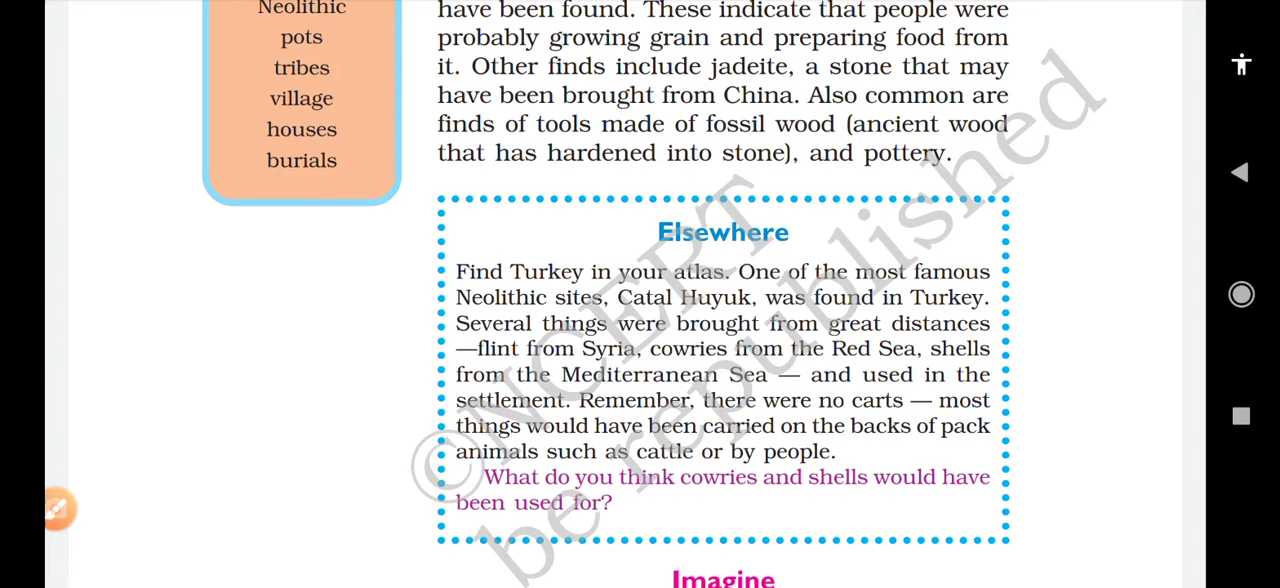 Neolithic
pots
tribes
village
houses
burials
have been found. These indicate that people were
probably growing grain and preparing food from
it. Other finds include jadeite, a stone that may
have been brought from China. Also common are
finds of tools made of fossil wood (ancient wood
that has hardened into stone), and pottery.
Elsewhere
Find Turkey in your atlas. One of the most famous
Neolithic sites, Catal Huyuk, was found in Turkey.
Several things were brought from great distances
—flint from Syria, cowries from the Red Sea, shells
from the Mediterranean Sea — and used in the
settlement. Remember, there were no carts — most
things would have been carried on the backs of pack
animals such as cattle or by people.
What do you think cowries and shells would have
been used for?
Imagine
©NCERT
be republished